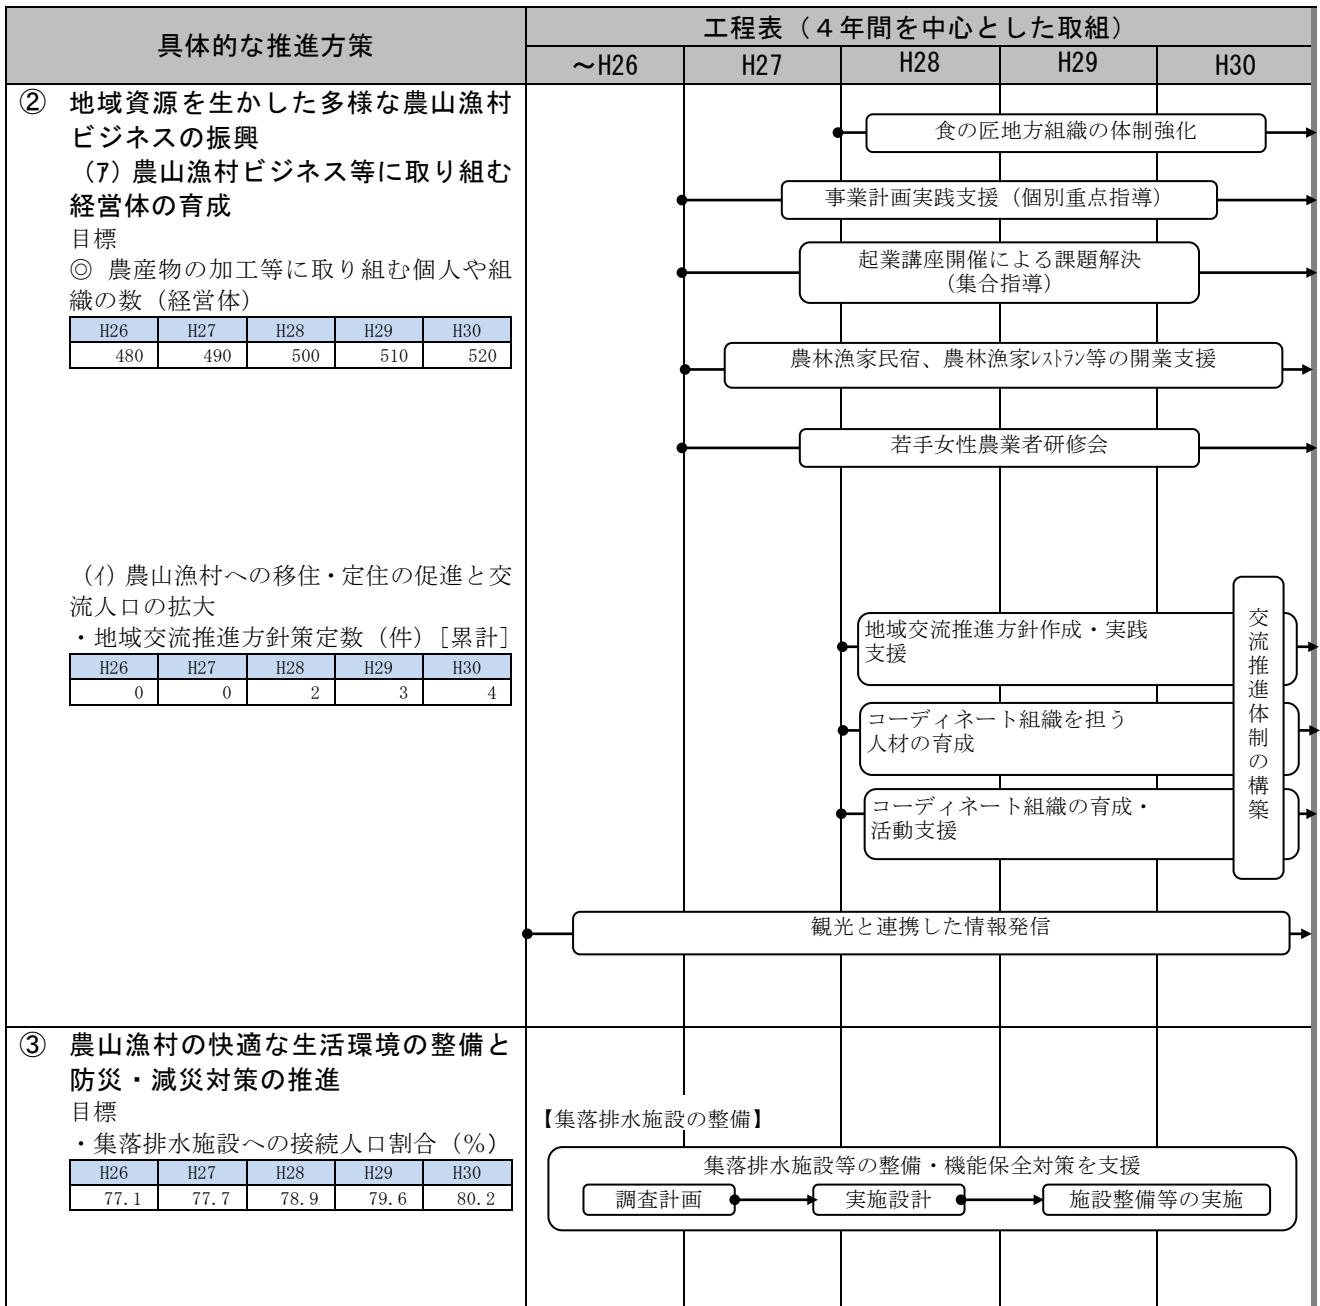 具体的な推進方策
工程表（４年間を中心とした取組）
～H26 H27 H28 H29 H30
② 地域資源を生かした多様な農山漁村
ビジネスの振興
（ｱ）農山漁村ビジネス等に取り組む
経営体の育成
目標
◎ 農産物の加工等に取り組む個人や組
織の数（経営体）
H26 H27 H28 H29 H30
480 490 500 510 520
食の匠地方組織の体制強化
事業計画実践支援（個別重点指導）
起業講座開催による課題解決
（集合指導）
農林漁家民宿、農林漁家ﾚｽﾄﾗﾝ等の開業支援
若手女性農業者研修会
（ｲ）農山漁村への移住・定住の促進と交
流人口の拡大
・地域交流推進方針策定数（件）［累計］
H26 H27 H28 H29 H30
0 0 2 3 4
地域交流推進方針作成・実践
支援
コーディネート組織を担う
人材の育成
コーディネート組織の育成・
活動支援
交流推進体制の構築
観光と連携した情報発信
③ 農山漁村の快適な生活環境の整備と
防災・減災対策の推進
目標
・集落排水施設への接続人口割合（％）
H26 H27 H28 H29 H30
77.1 77.7 78.9 79.6 80.2
【集落排水施設の整備】
集落排水施設等の整備・機能保全対策を支援
調査計画 実施設計 施設整備等の実施